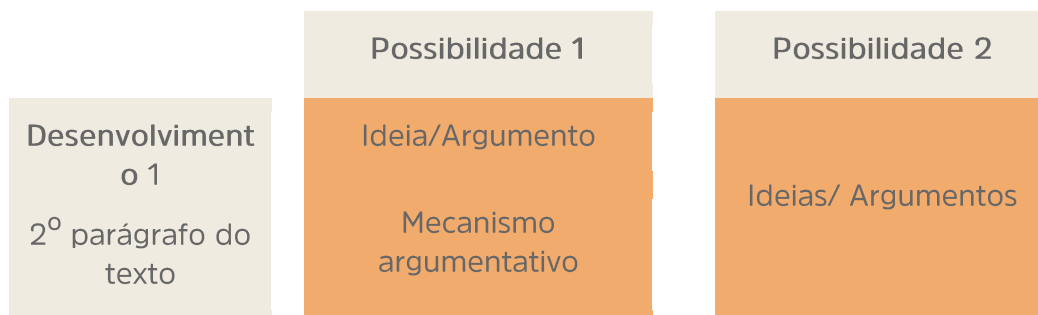 Possibilidade 1
Possibilidade 2
Desenvolviment
o 1
2º parágrafo do
texto
Ideia/Argumento
Mecanismo
argumentativo
Ideias/ Argumentos